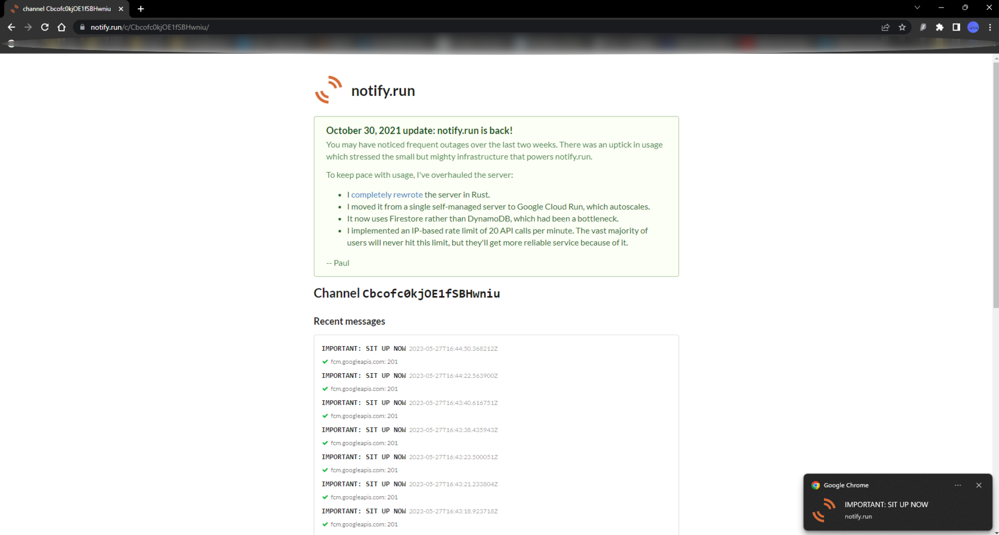 channel Cbcofc0kjOE1fSBHwniu
notify.run/c/Cbcofc0kjOE1fSBHwniu/
notify.run
October 30, 2021 update: notify.run is back!
You may have noticed frequent outages over the last two weeks. There was an uptick in usage
which stressed the small but mighty infrastructure that powers notify.run.
To keep pace with usage, I've overhauled the server:
• I completely rewrote the server in Rust.
• I moved it from a single self-managed server to Google Cloud Run, which autoscales.
• It now uses Firestore rather than DynamoDB, which had been a bottleneck.
• I implemented an IP-based rate limit of 20 API calls per minute. The vast majority of
users will never hit this limit, but they'll get more reliable service because of it.
-- Paul
Channel Cbcofc0kjOE1fSBHwniu
Recent messages
IMPORTANT: SIT UP NOW 2023-05-27T16:44:50.368212Z
✔ fcm.googleapis.com: 201
IMPORTANT: SIT UP NOW 2023-05-27T16:44:22.563900Z
✔ fcm.googleapis.com: 201
IMPORTANT: SIT UP NOW 2023-05-27T16:43:40.616751Z
✔ fcm.googleapis.com: 201
IMPORTANT: SIT UP NOW 2023-05-27T16:43:38.435943Z
✔ fcm.googleapis.com: 201
IMPORTANT: SIT UP NOW 2023-05-27T16:43:23.500051Z
✔ fcm.googleapis.com: 201
IMPORTANT: SIT UP NOW 2023-05-27T16:43:21.233804Z
✔ fcm.googleapis.com: 201
IMPORTANT: SIT UP NOW 2023-05-27T16:43:18.923718Z
✔ fcm.googleapis.com: 201
Google Chrome
IMPORTANT: SIT UP NOW
notify.run